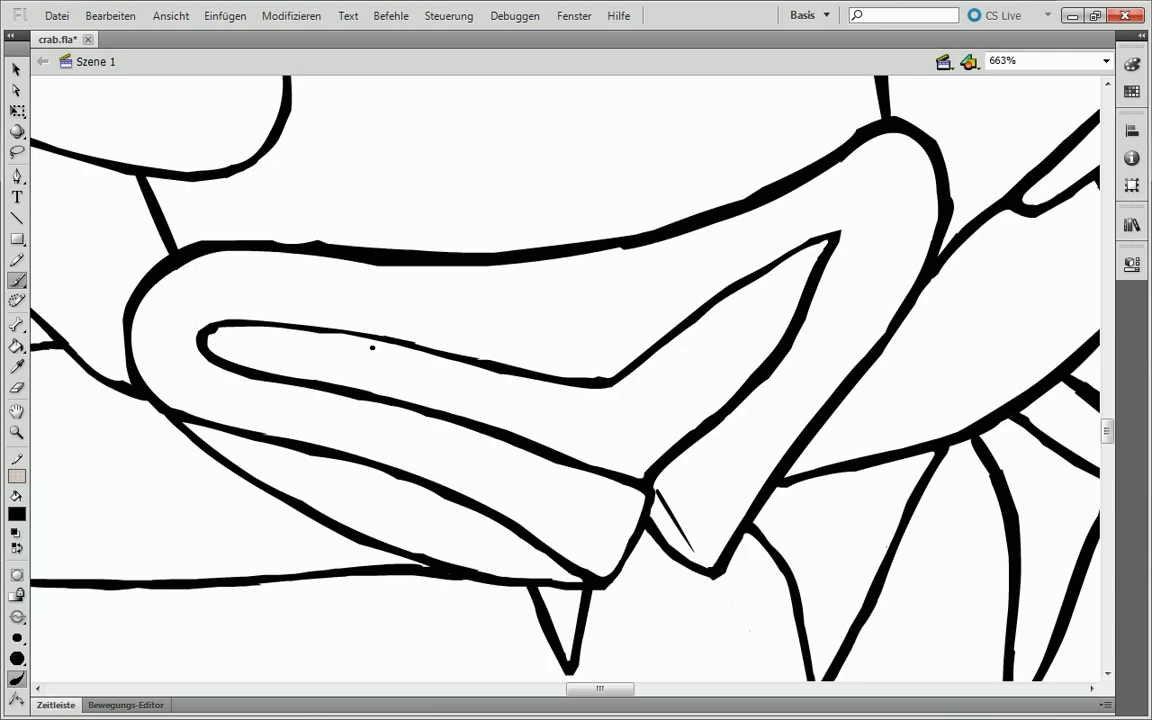 Fl Datei Bearbeiten Ansicht Einfügen Modifizieren Text Befehle Steuerung Debuggen Fenster Hilfe Basis CS Live
crab.fla*
Szene 1 663%
T
Zeitleiste Bewegungs-Editor